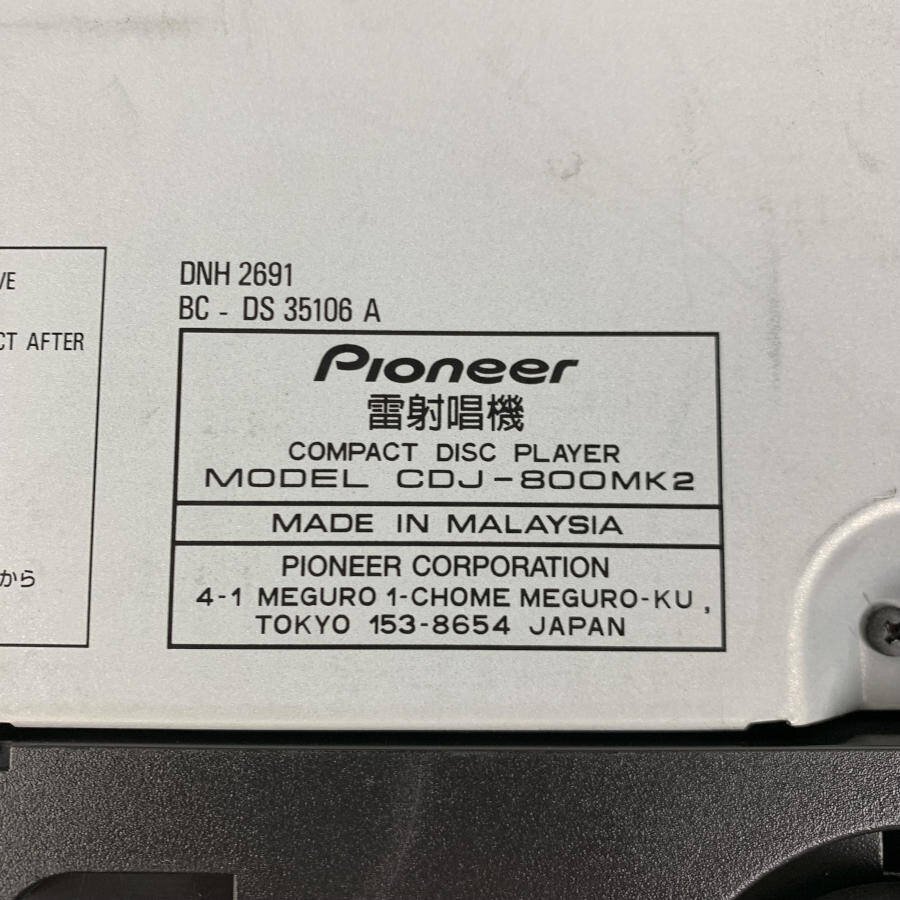 VE
CT AFTER
から
DNH 2691
BC - DS 35106 A
Pioneer
雷射唱機
COMPACT DISC PLAYER
MODEL CDJ-800MK2
MADE IN MALAYSIA
PIONEER CORPORATION
4-1 MEGURO 1-CHOME MEGURO-KU,
TOKYO 153-8654 JAPAN